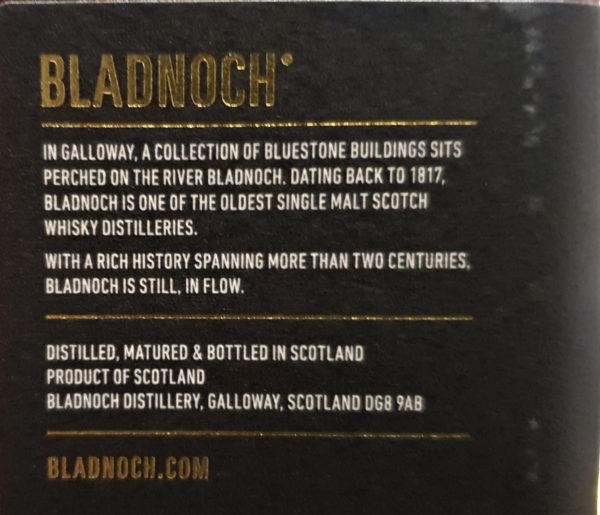 BLADNOCH®
IN GALLOWAY, A COLLECTION OF BLUESTONE BUILDINGS SITS
PERCHED ON THE RIVER BLADNOCH. DATING BACK TO 1817,
BLADNOCH IS ONE OF THE OLDEST SINGLE MALT SCOTCH
WHISKY DISTILLERIES.
WITH A RICH HISTORY SPANNING MORE THAN TWO CENTURIES,
BLADNOCH IS STILL, IN FLOW.
DISTILLED, MATURED & BOTTLED IN SCOTLAND
PRODUCT OF SCOTLAND
BLADNOCH DISTILLERY, GALLOWAY, SCOTLAND DG8 9AB
BLADNOCH.COM